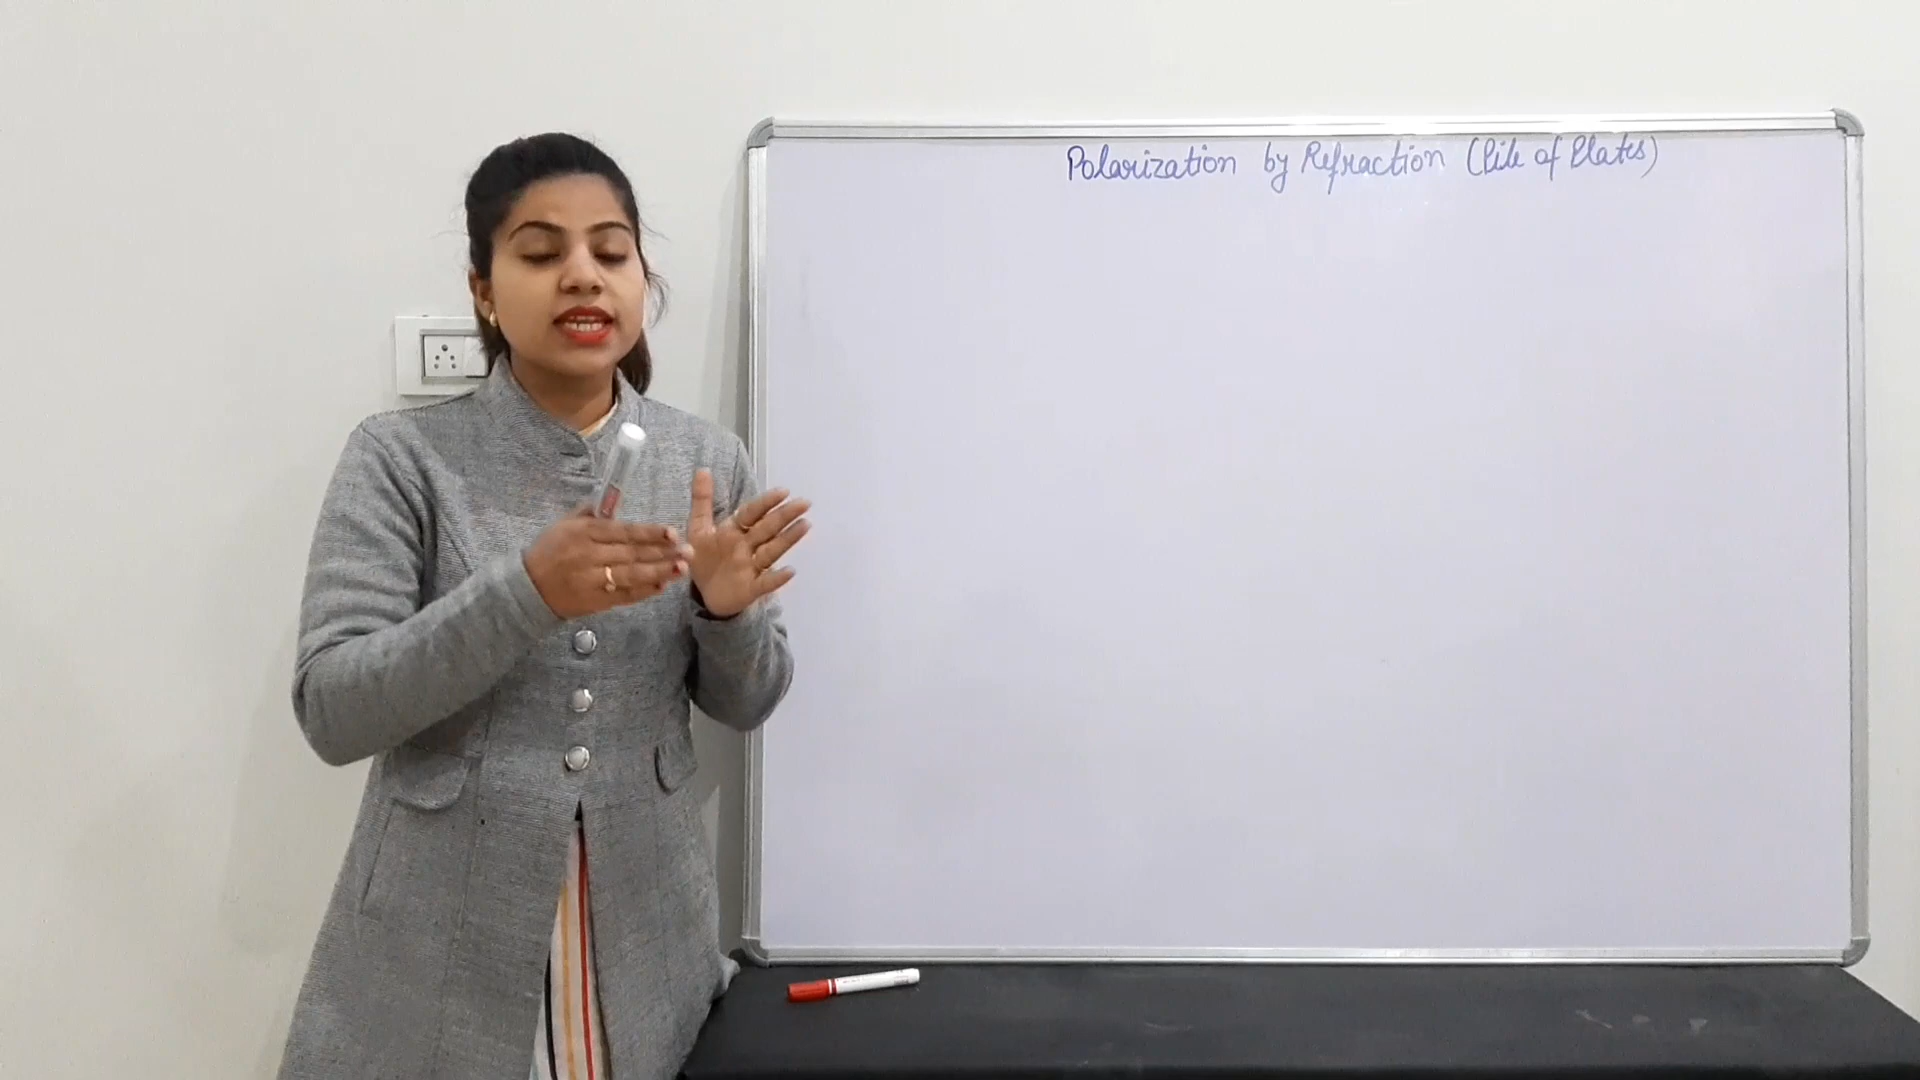 Polarization by Refraction (Pile of Plates)